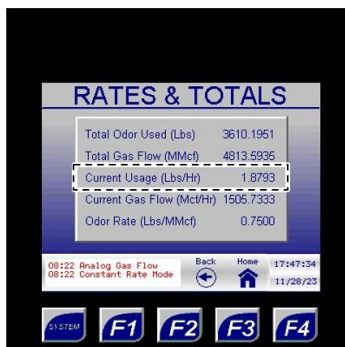 RATES & TOTALS
Total Odor Used (Lbs) 3610.1951
Total Gas Flow (MMcf) 4813.5935
Current Usage (Lbs/Hr) 1.8793
Current Gas Flow (Mcf/Hr) 1505.7333
Odor Rate (Lbs/MMcf) 0.7500
08:22 Analog Gas Flow
08:22 Constant Rate Mode
Back
Home
17:47:34
11/28/23
SYSTEM F1 F2 F3 F4